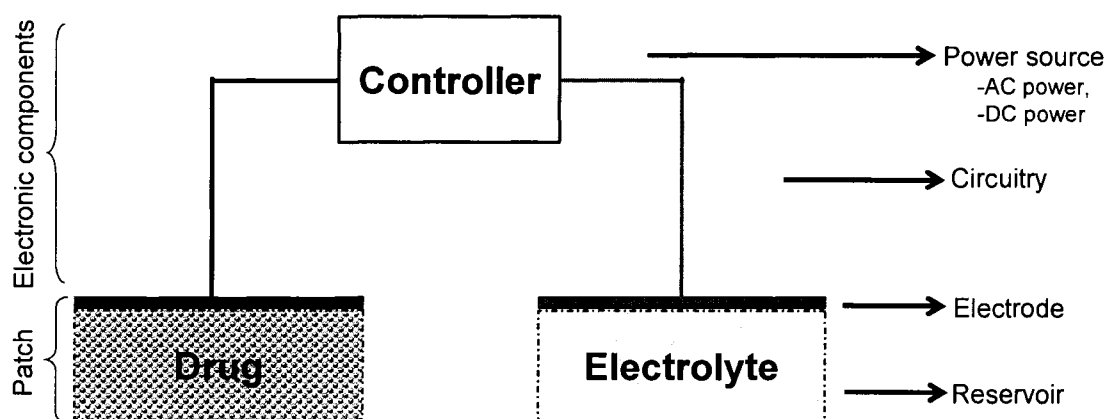 Electronic components
Controller
Power source
-AC power,
-DC power
Circuitry
Patch
Drug
Electrolyte
Electrode
Reservoir